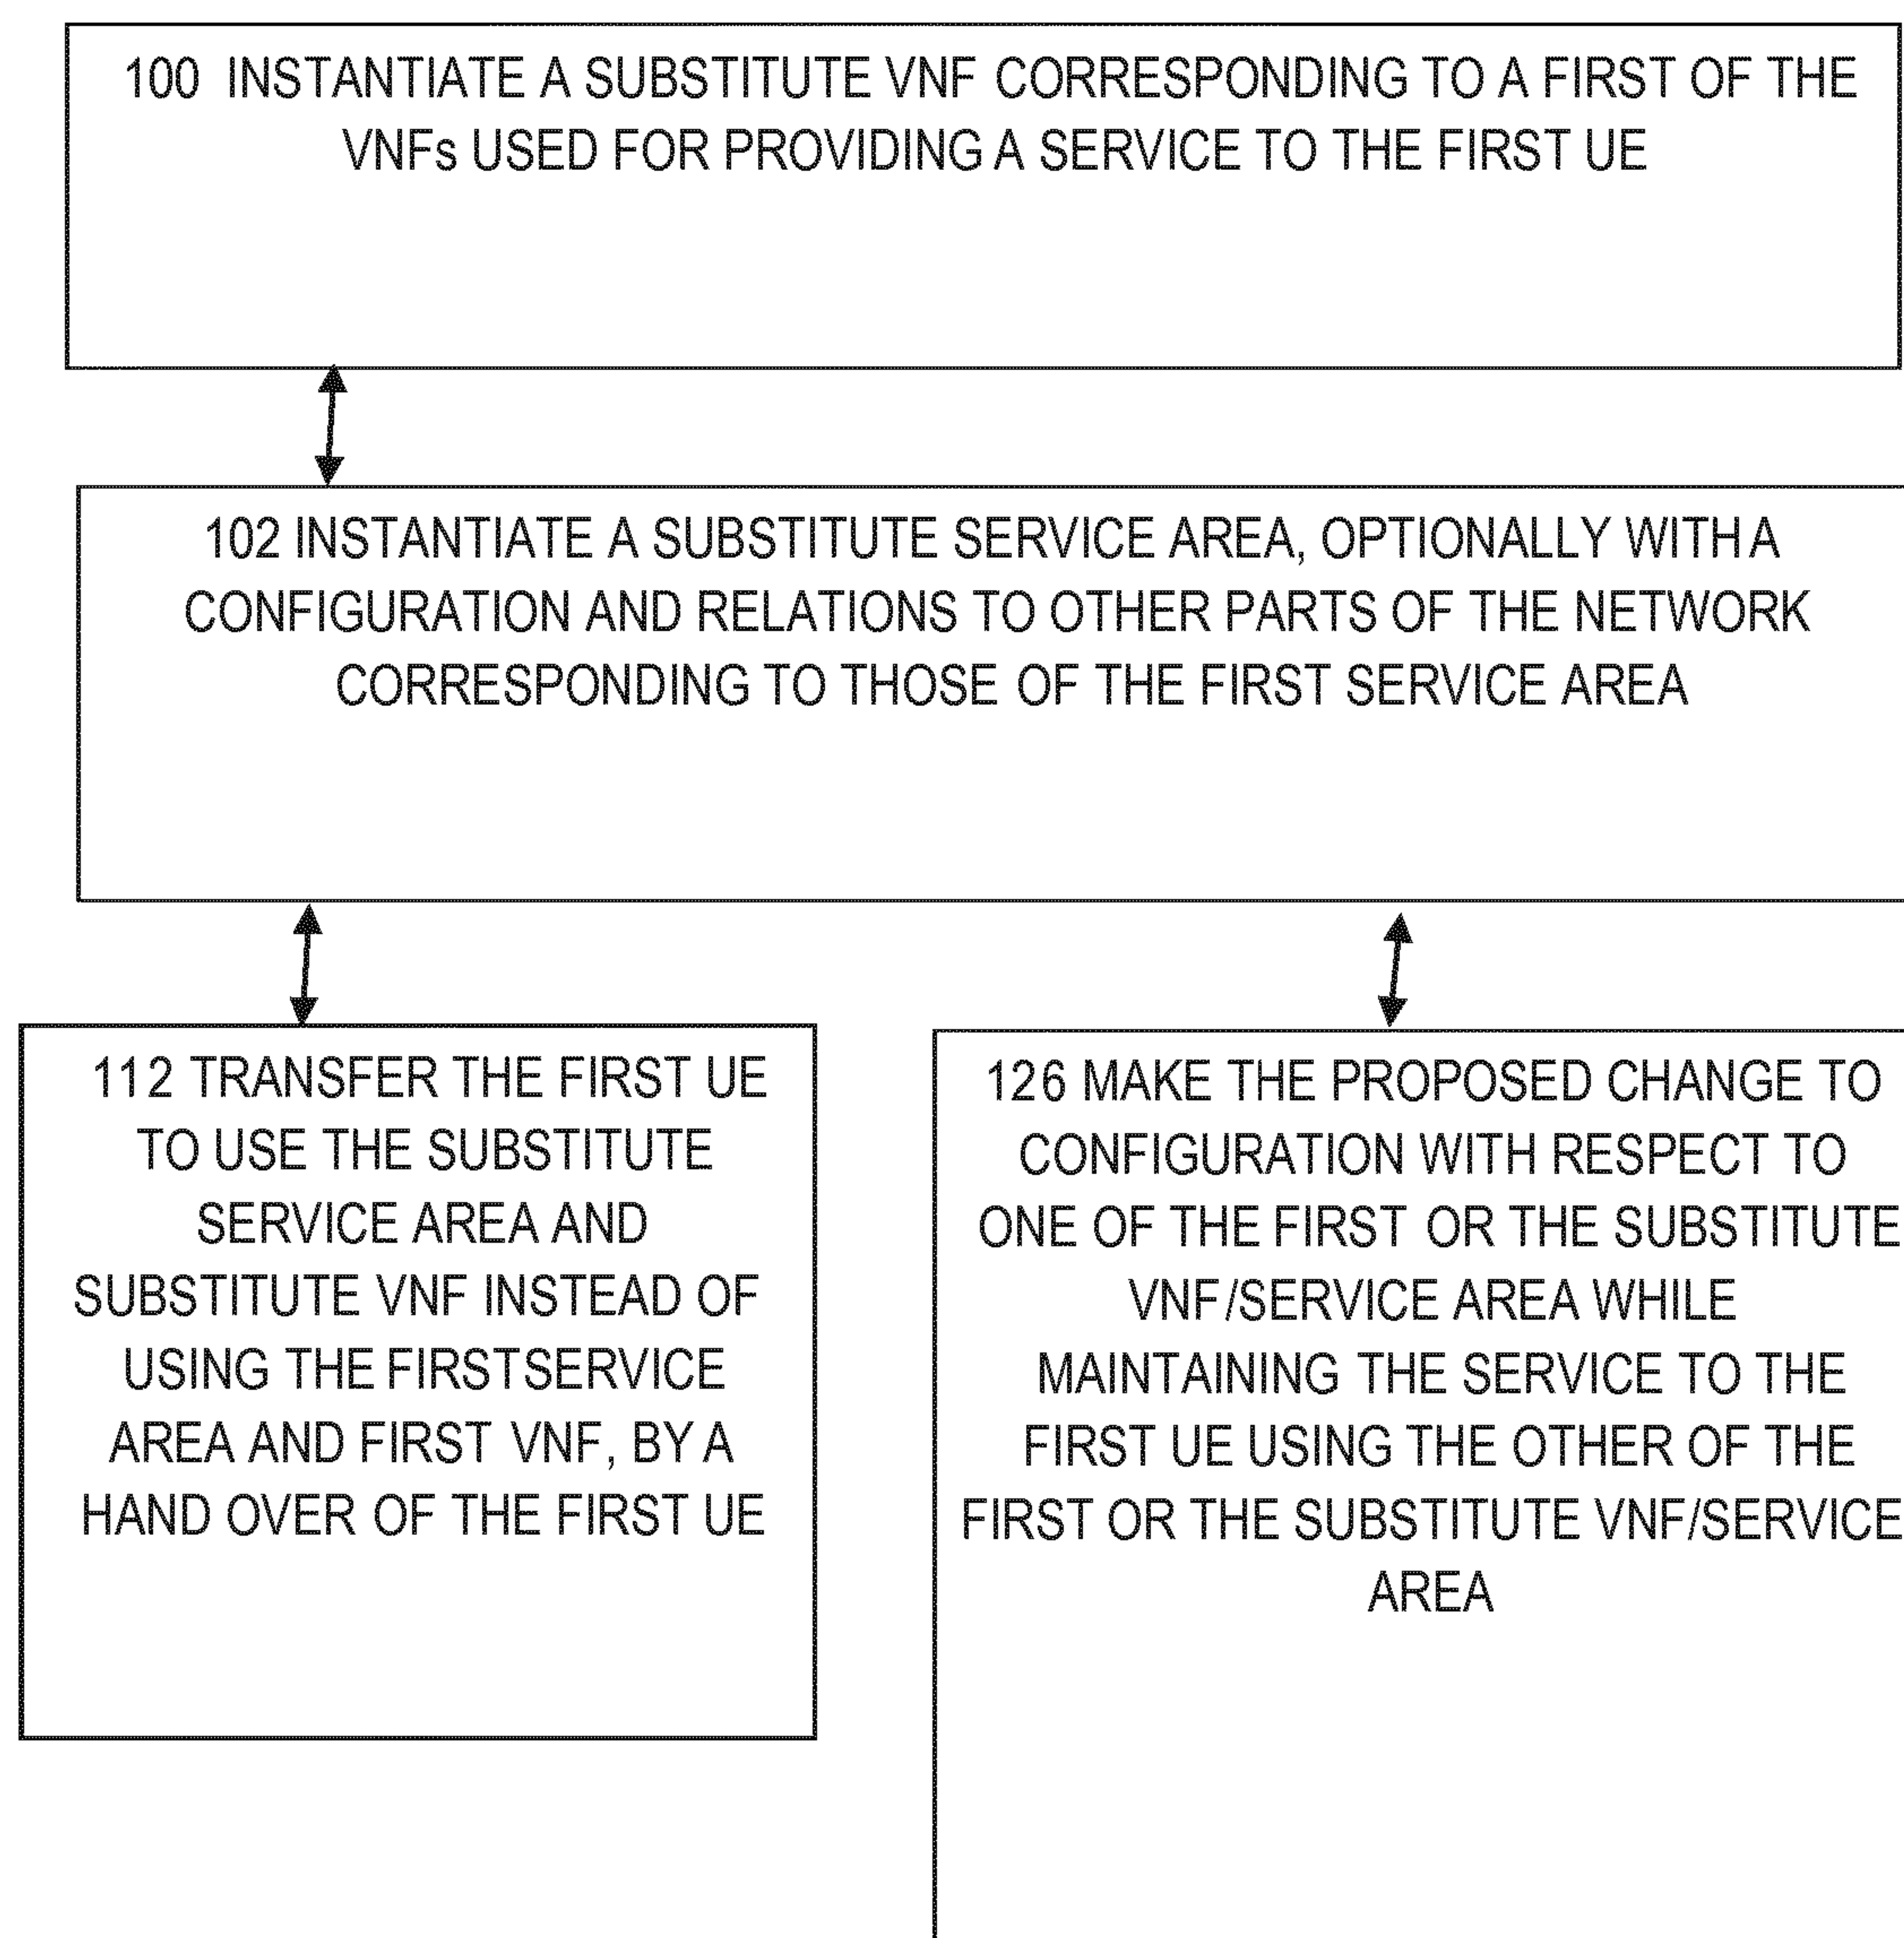 100 INSTANTIATE A SUBSTITUTE VNF CORRESPONDING TO A FIRST OF THE
VNFs USED FOR PROVIDING A SERVICE TO THE FIRST UE
102 INSTANTIATE A SUBSTITUTE SERVICE AREA, OPTIONALLY WITH A
CONFIGURATION AND RELATIONS TO OTHER PARTS OF THE NETWORK
CORRESPONDING TO THOSE OF THE FIRST SERVICE AREA
112 TRANSFER THE FIRST UE
TO USE THE SUBSTITUTE
SERVICE AREA AND
SUBSTITUTE VNF INSTEAD OF
USING THE FIRST SERVICE
AREA AND FIRST VNF, BY A
HAND OVER OF THE FIRST UE
126 MAKE THE PROPOSED CHANGE TO
CONFIGURATION WITH RESPECT TO
ONE OF THE FIRST OR THE SUBSTITUTE
VNF/SERVICE AREA WHILE
MAINTAINING THE SERVICE TO THE
FIRST UE USING THE OTHER OF THE
FIRST OR THE SUBSTITUTE VNF/SERVICE
AREA